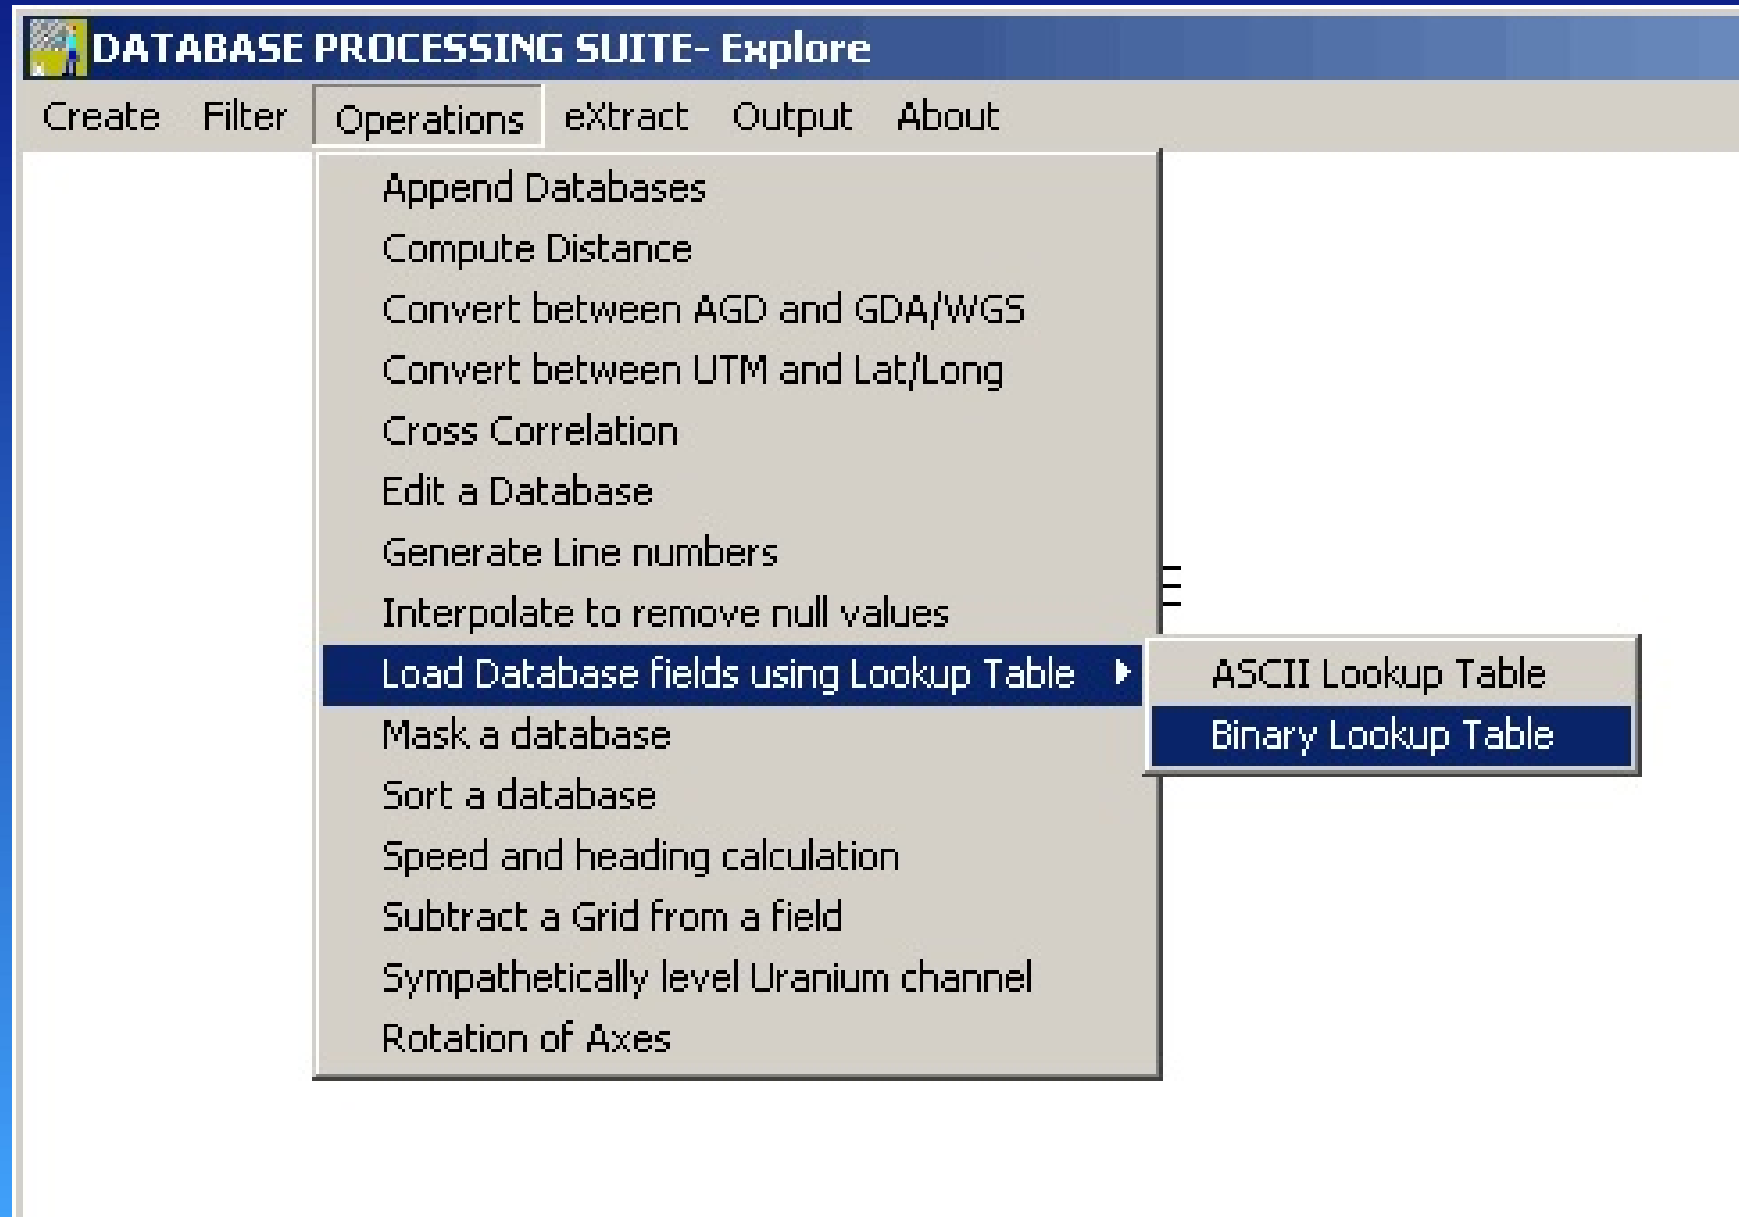 DATABASE PROCESSING SUITE- Explore
Create Filter Operations eXtract Output About
Append Databases
Compute Distance
Convert between AGD and GDA/WGS
Convert between UTM and Lat/Long
Cross Correlation
Edit a Database
Generate Line numbers
Interpolate to remove null values
Load Database fields using Lookup Table
ASCII Lookup Table
Binary Lookup Table
Mask a database
Sort a database
Speed and heading calculation
Subtract a Grid from a field
Sympathetically level Uranium channel
Rotation of Axes